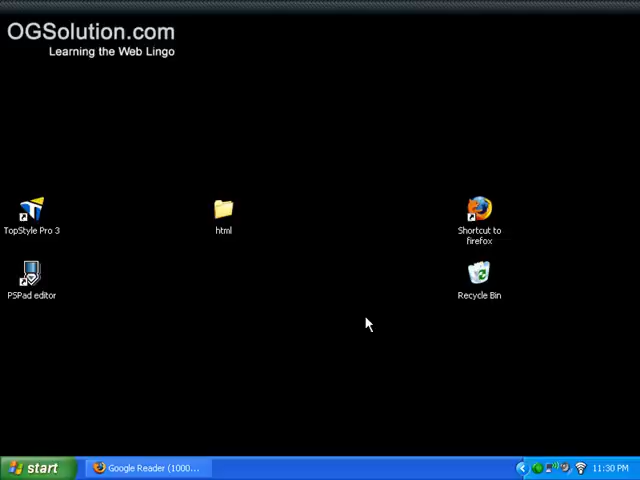 OGSolution.com
Learning the Web Lingo
TopStyle Pro 3
html
Shortcut to
firefox
PSPad editor
Recycle Bin
start
Google Reader (1000...
11:30 PM